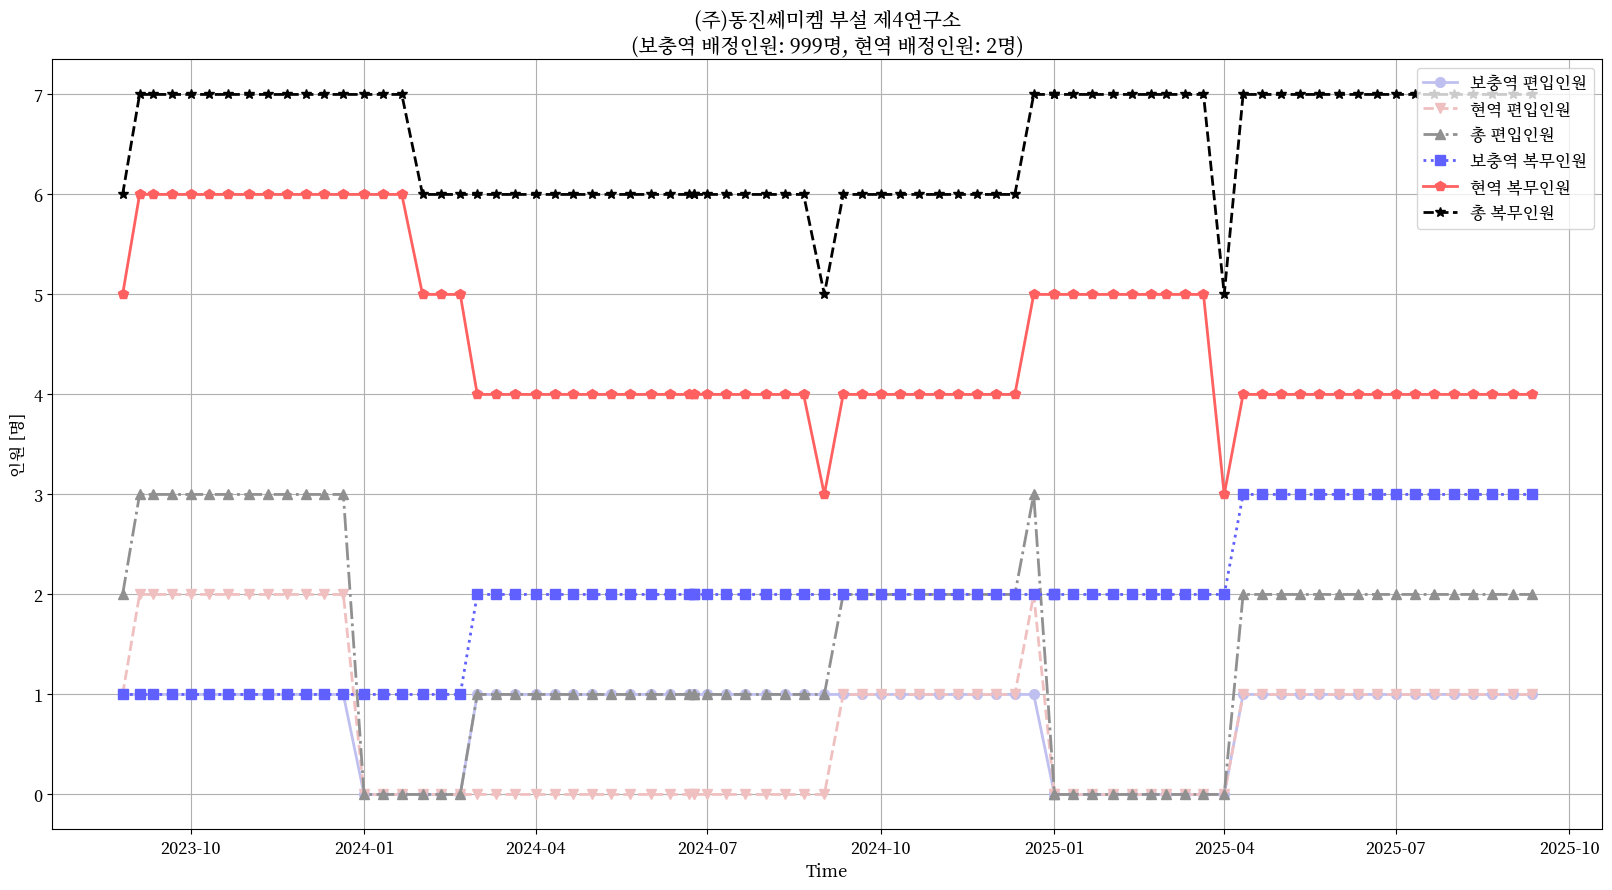 (주)동진쎄미켐 부설 제4연구소
(보충역 배정인원: 999명, 현역 배정인원: 2명)
보충역 편입인원
현역 편입인원
총 편입인원
보충역 복무인원
현역 복무인원
총 복무인원
7
6
5
4
3
2
1
0
인원 [명]
2023-10
2024-01
2024-04
2024-07
2024-10
2025-01
2025-04
2025-07
2025-10
Time